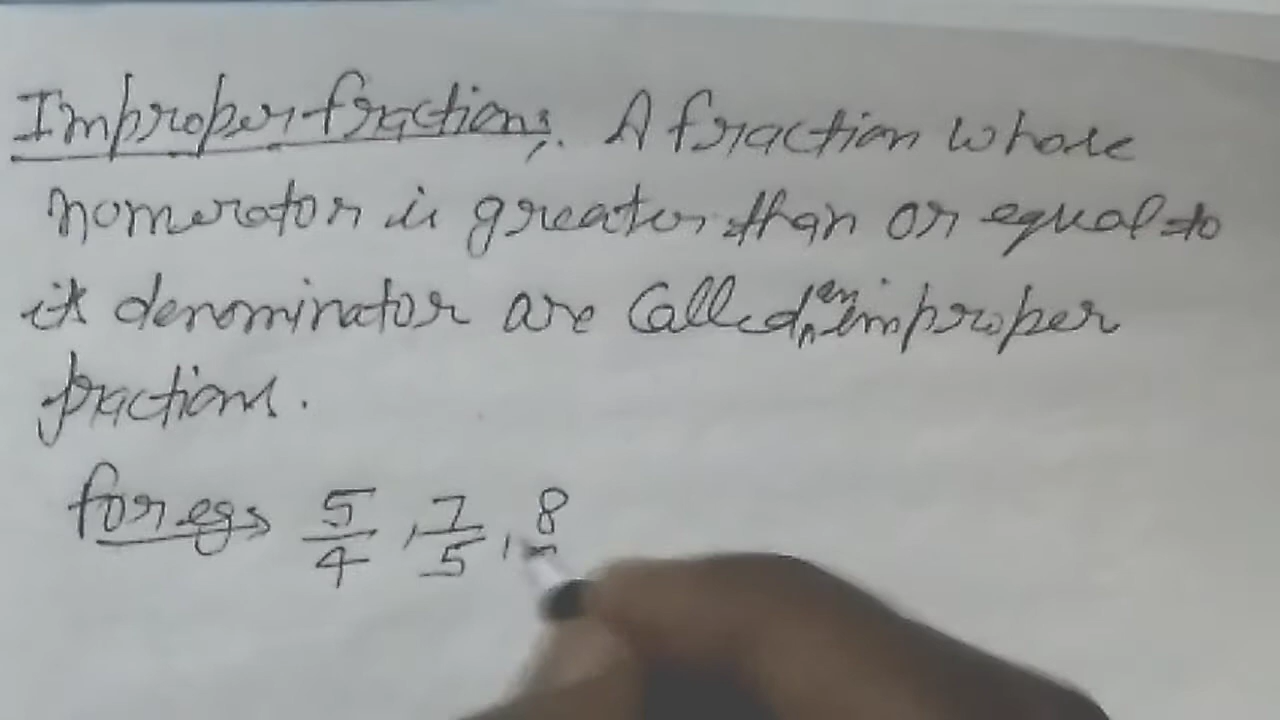 Improper fractions, . A fraction whose
nomerator is greater than or equal to
it denominator are Called an improper
fractions.
for egs 5/4 , 7/5 , 8